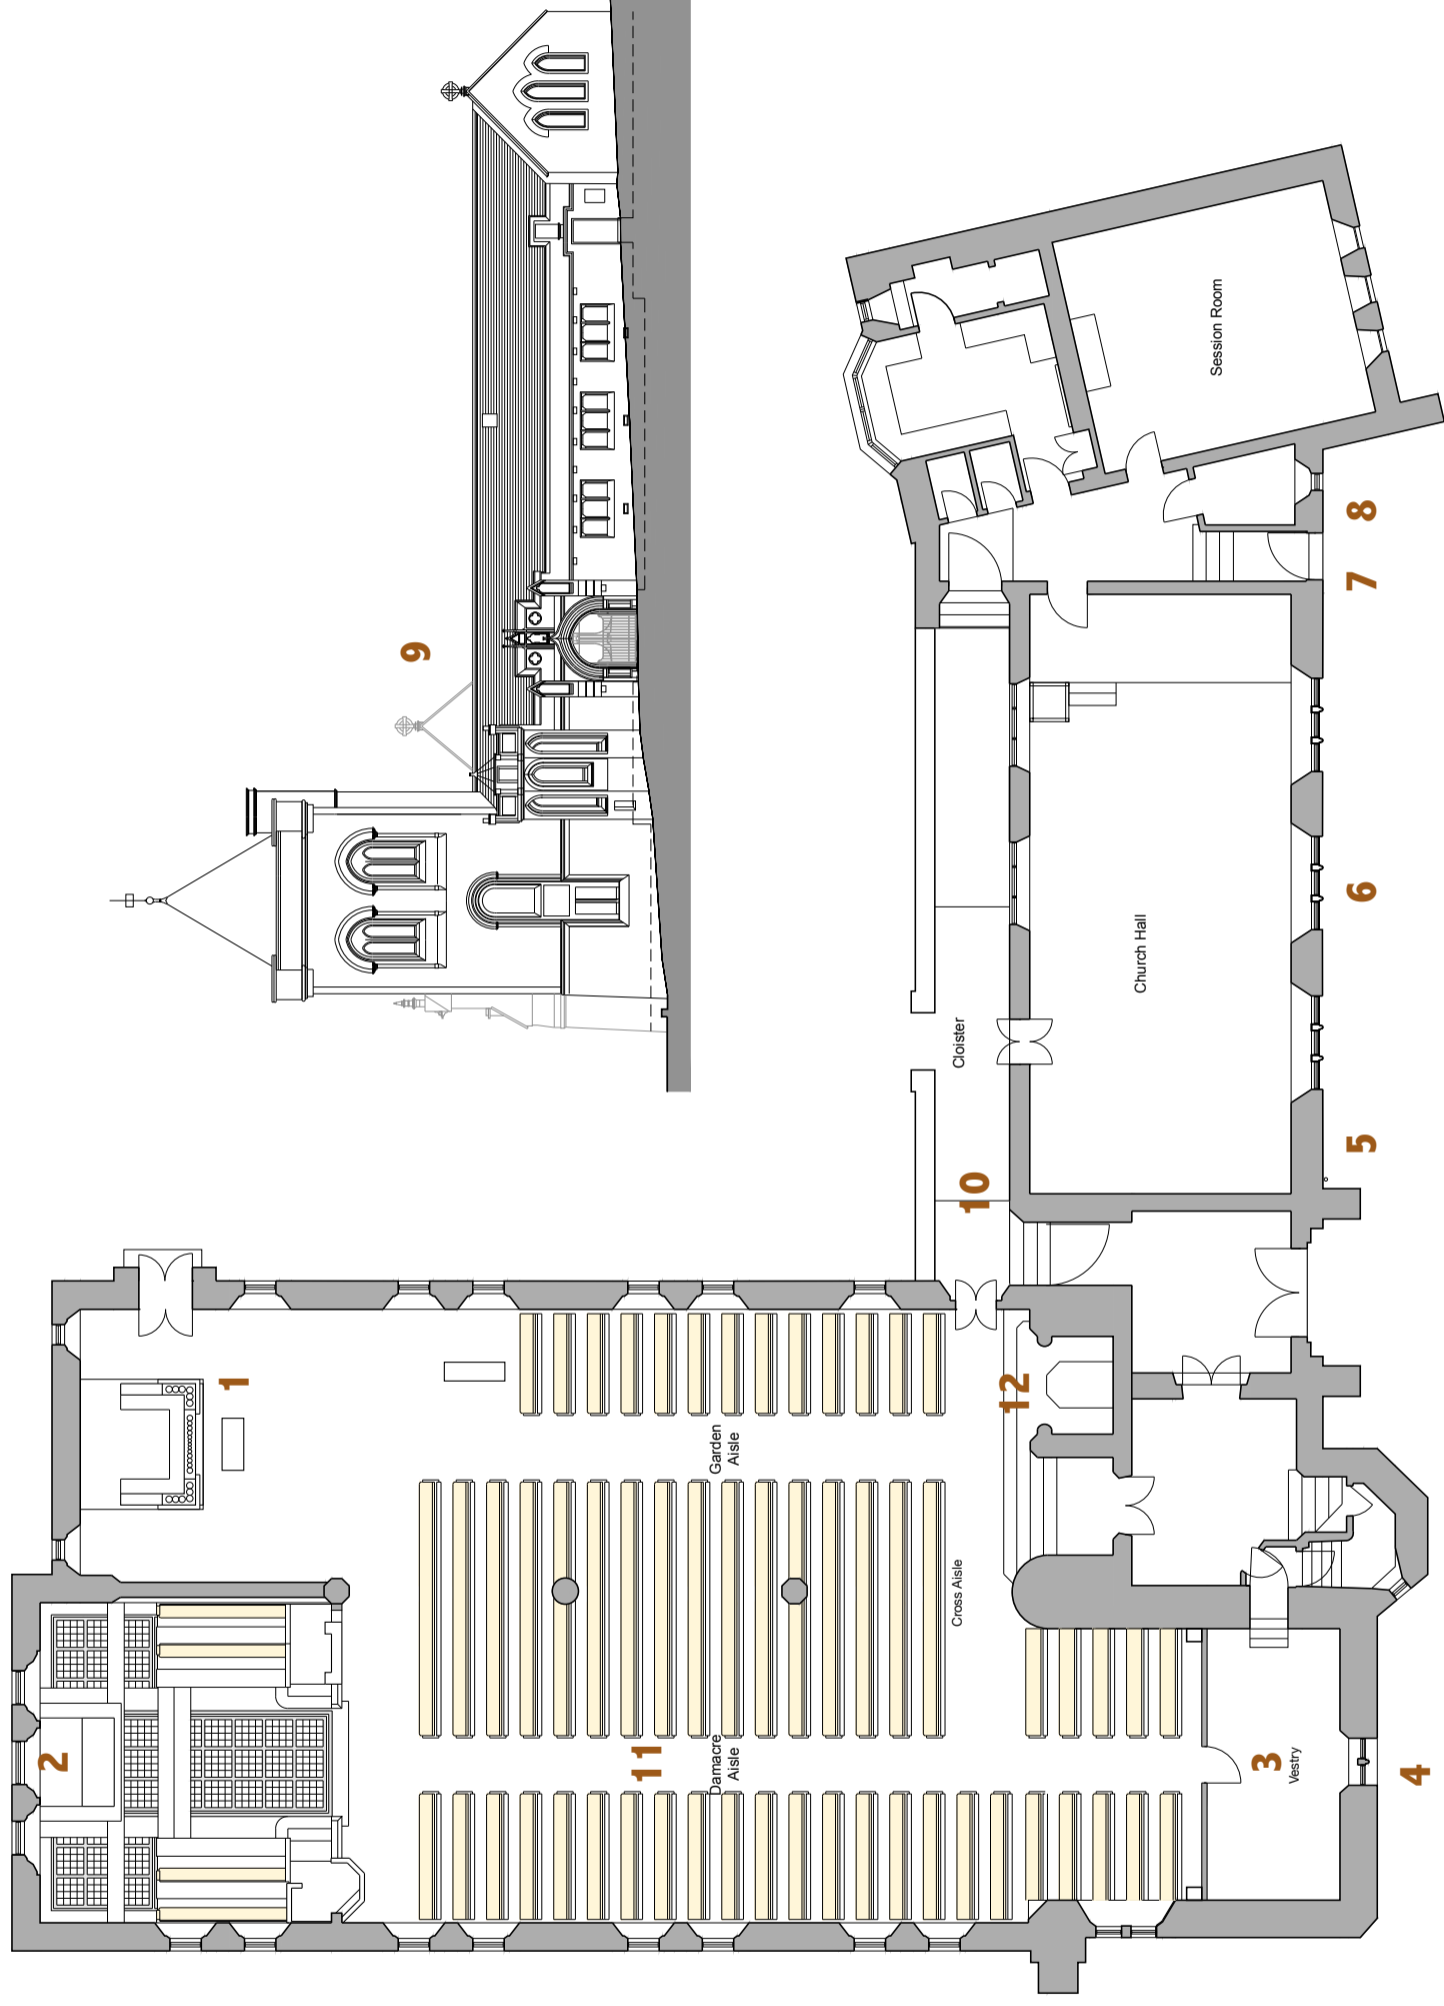 9
Session Room
8
7
6
Church Hall
Cloister
5
10
1
12
Garden
Aisle
Cross Aisle
2
11
Damacre
Aisle
3
Vestry
4